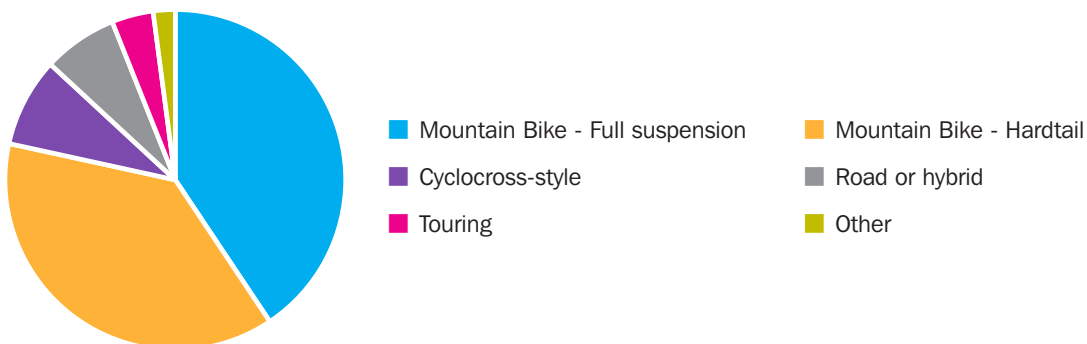 Mountain Bike - Full suspension
Mountain Bike - Hardtail
Cyclocross-style
Road or hybrid
Touring
Other